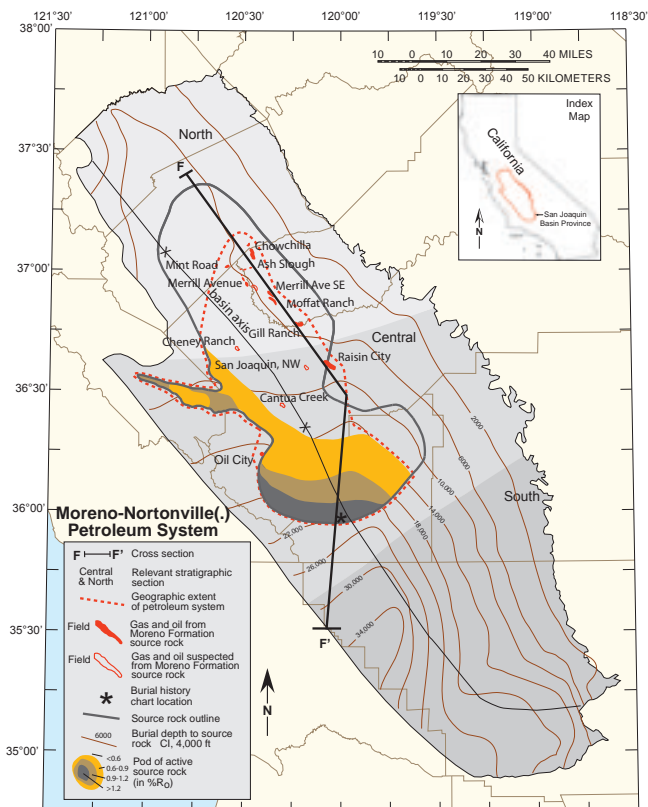 121°30' 121°00' 120°30' 120°00' 119°30' 119°00' 118°30'
38°00'
10 0 10 20 30 40 MILES
10 0 10 20 30 40 50 KILOMETERS
Index
Map
California
San Joaquin
Basin Province
N
North
37°30'
F
37°00'
Chowchilla
Mint Road
Ash Slough
Merrill Avenue
Merrill Ave SE
Moffat Ranch
basin axis
Gill Ranch
Cheney Ranch
Central
Raisin City
San Joaquin, NW
36°30'
Cantua Creek
2000
6000
10,000
14,000
18,000
Oil City
South
36°00'
22,000
26,000
30,000
34,000
35°30'
F'
35°00'
N
Moreno-Nortonville(.)
Petroleum System
F F' Cross section
Central & North Relevant stratigraphic section
Geographic extent
of petroleum system
Field Gas and oil from
Moreno Formation
source rock
Field Gas and oil suspected
from Moreno Formation
source rock
* Burial history
chart location
Source rock outline
6000 Burial depth to source
rock CI, 4,000 ft
<0.6
0.6-0.9
0.9-1.2
>1.2
Pod of active
source rock
(in %Ro)